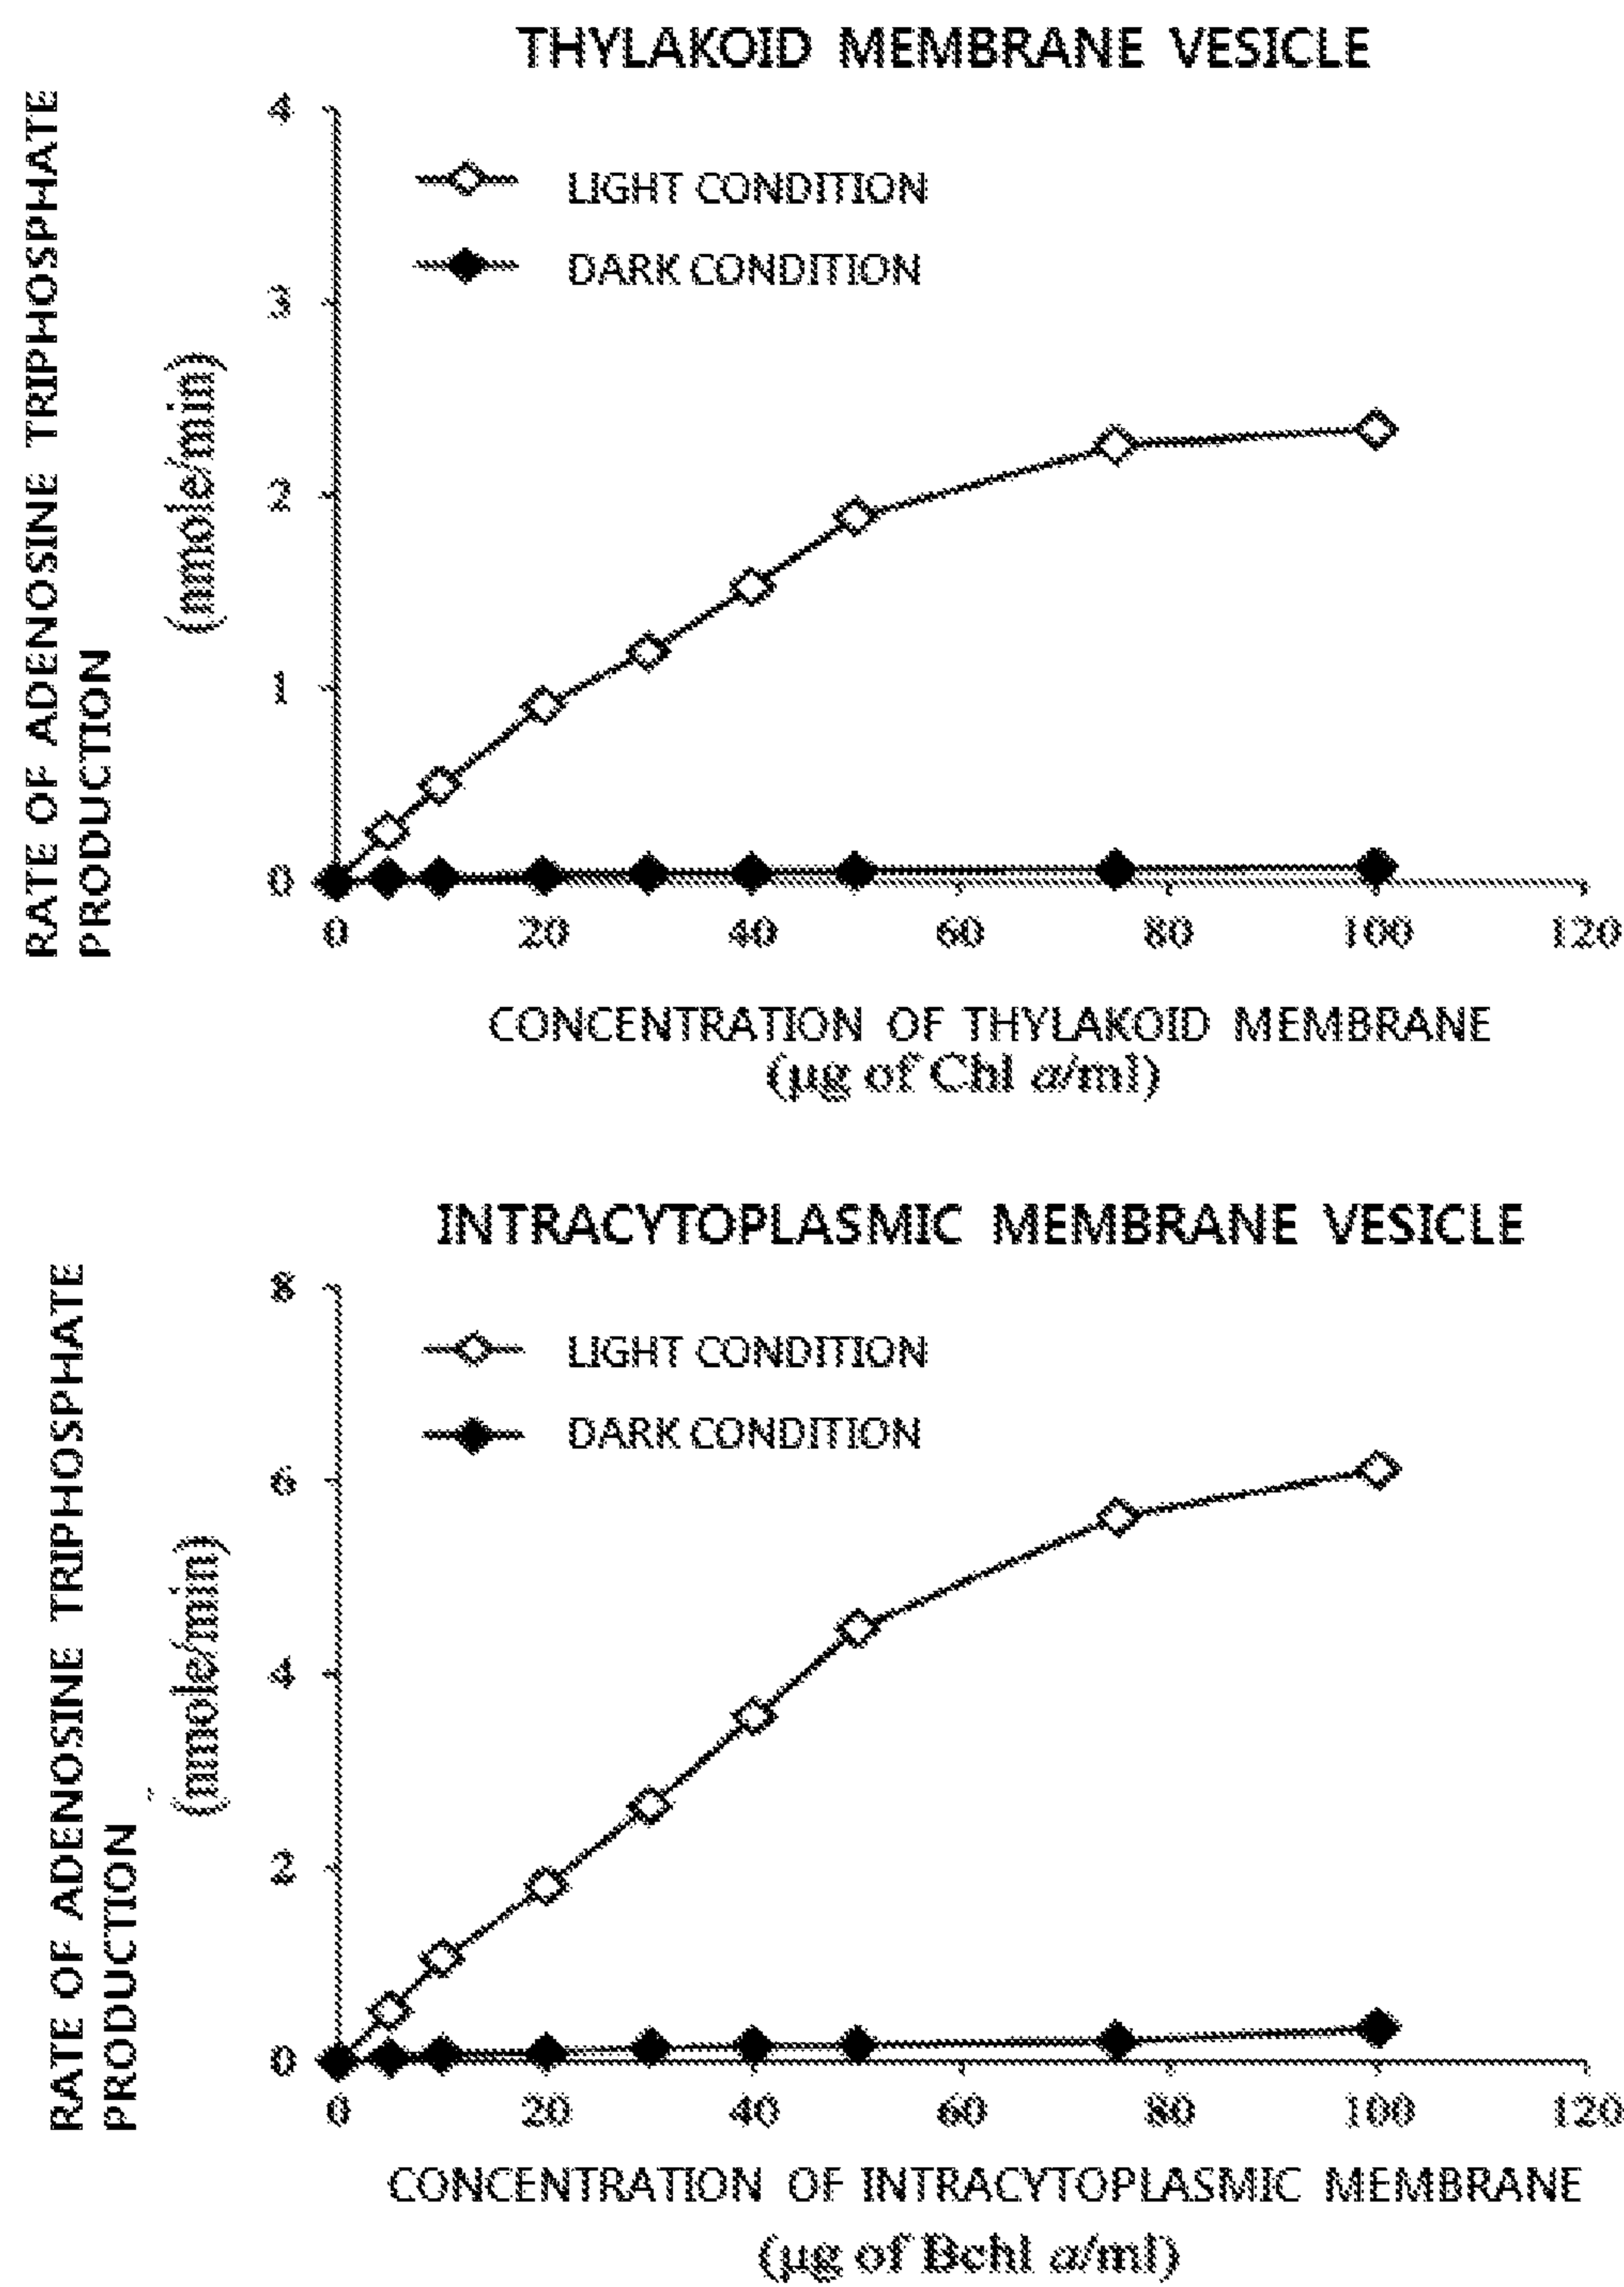 THYLAKOID MEMBRANE VESICLE
RATE OF ADENOSINE TRIPHOSPHATE
PRODUCTION
(nmole/min)
4
3
2
1
0
LIGHT CONDITION
DARK CONDITION
0 20 40 60 80 100 120
CONCENTRATION OF THYLAKOID MEMBRANE
(µg of Chl a/ml)
INTRACYTOPLASMIC MEMBRANE VESICLE
RATE OF ADENOSINE TRIPHOSPHATE
PRODUCTION
(nmole/min)
8
6
4
2
0
LIGHT CONDITION
DARK CONDITION
0 20 40 60 80 100 120
CONCENTRATION OF INTRACYTOPLASMIC MEMBRANE
(µg of Bchl a/ml)